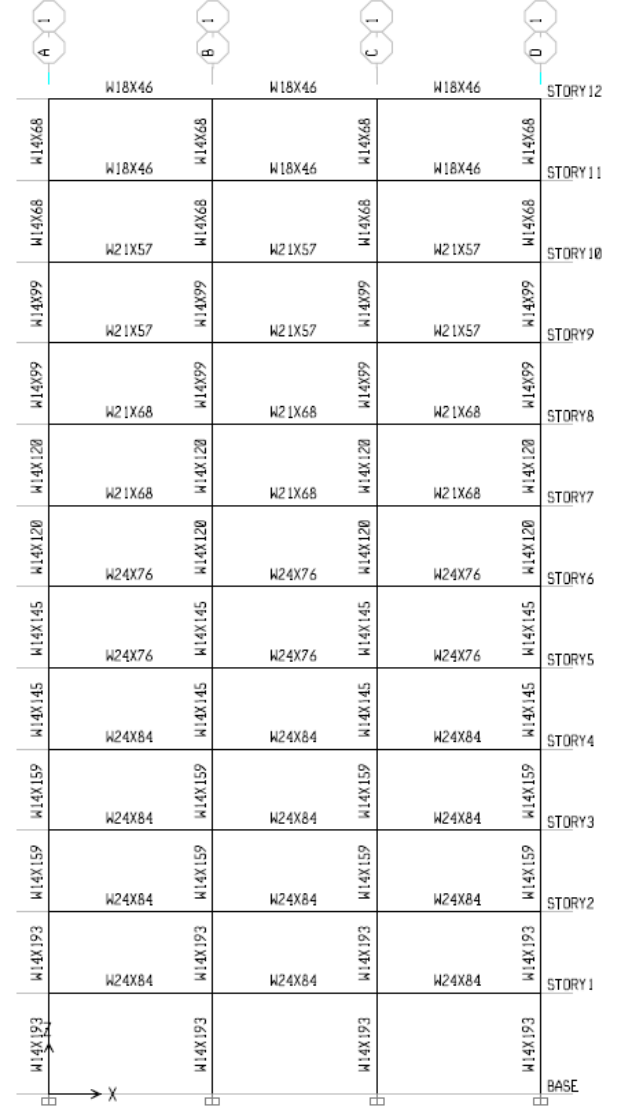 1 1 1 1
A B C D
W18X46 W18X46 W18X46 STORY12
W14X68 W14X68 W14X68 W14X68
W18X46 W18X46 W18X46 STORY11
W14X68 W14X68 W14X68 W14X68
W21X57 W21X57 W21X57 STORY10
W14X99 W14X99 W14X99 W14X99
W21X57 W21X57 W21X57 STORY9
W14X99 W14X99 W14X99 W14X99
W21X68 W21X68 W21X68 STORY8
W14X120 W14X120 W14X120 W14X120
W21X68 W21X68 W21X68 STORY7
W14X120 W14X120 W14X120 W14X120
W24X76 W24X76 W24X76 STORY6
W14X145 W14X145 W14X145 W14X145
W24X76 W24X76 W24X76 STORY5
W14X145 W14X145 W14X145 W14X145
W24X84 W24X84 W24X84 STORY4
W14X159 W14X159 W14X159 W14X159
W24X84 W24X84 W24X84 STORY3
W14X159 W14X159 W14X159 W14X159
W24X84 W24X84 W24X84 STORY2
W14X193 W14X193 W14X193 W14X193
W24X84 W24X84 W24X84 STORY1
W14X193 Z W14X193 W14X193 W14X193
X BASE